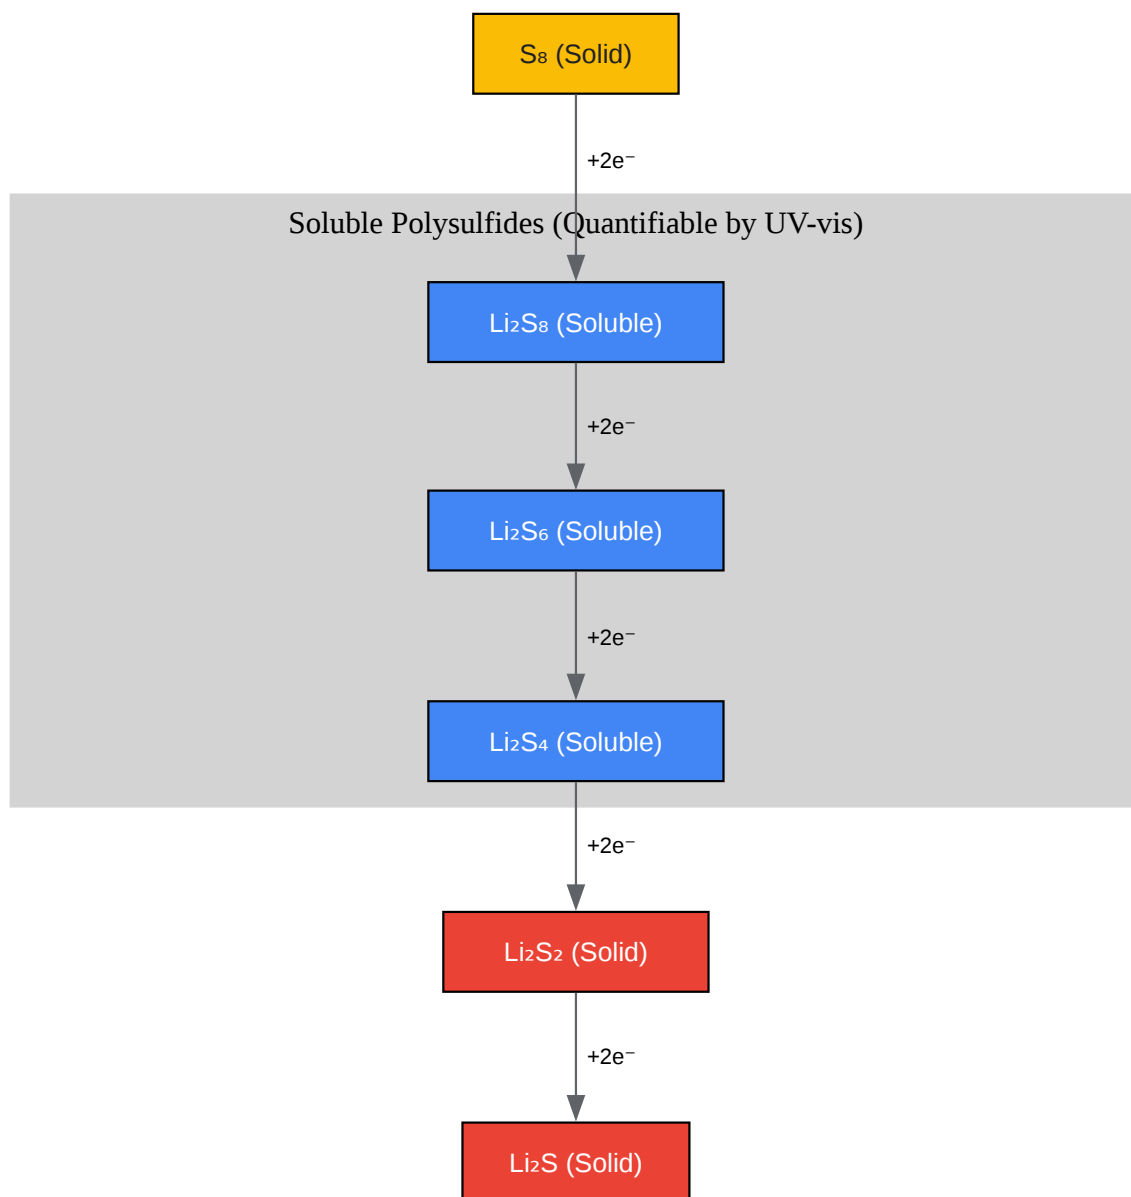 S₈ (Solid)
+2e⁻
Soluble Polysulfides (Quantifiable by UV-vis)
Li₂S₈ (Soluble)
+2e⁻
Li₂S₆ (Soluble)
+2e⁻
Li₂S₄ (Soluble)
+2e⁻
Li₂S₂ (Solid)
+2e⁻
Li₂S (Solid)